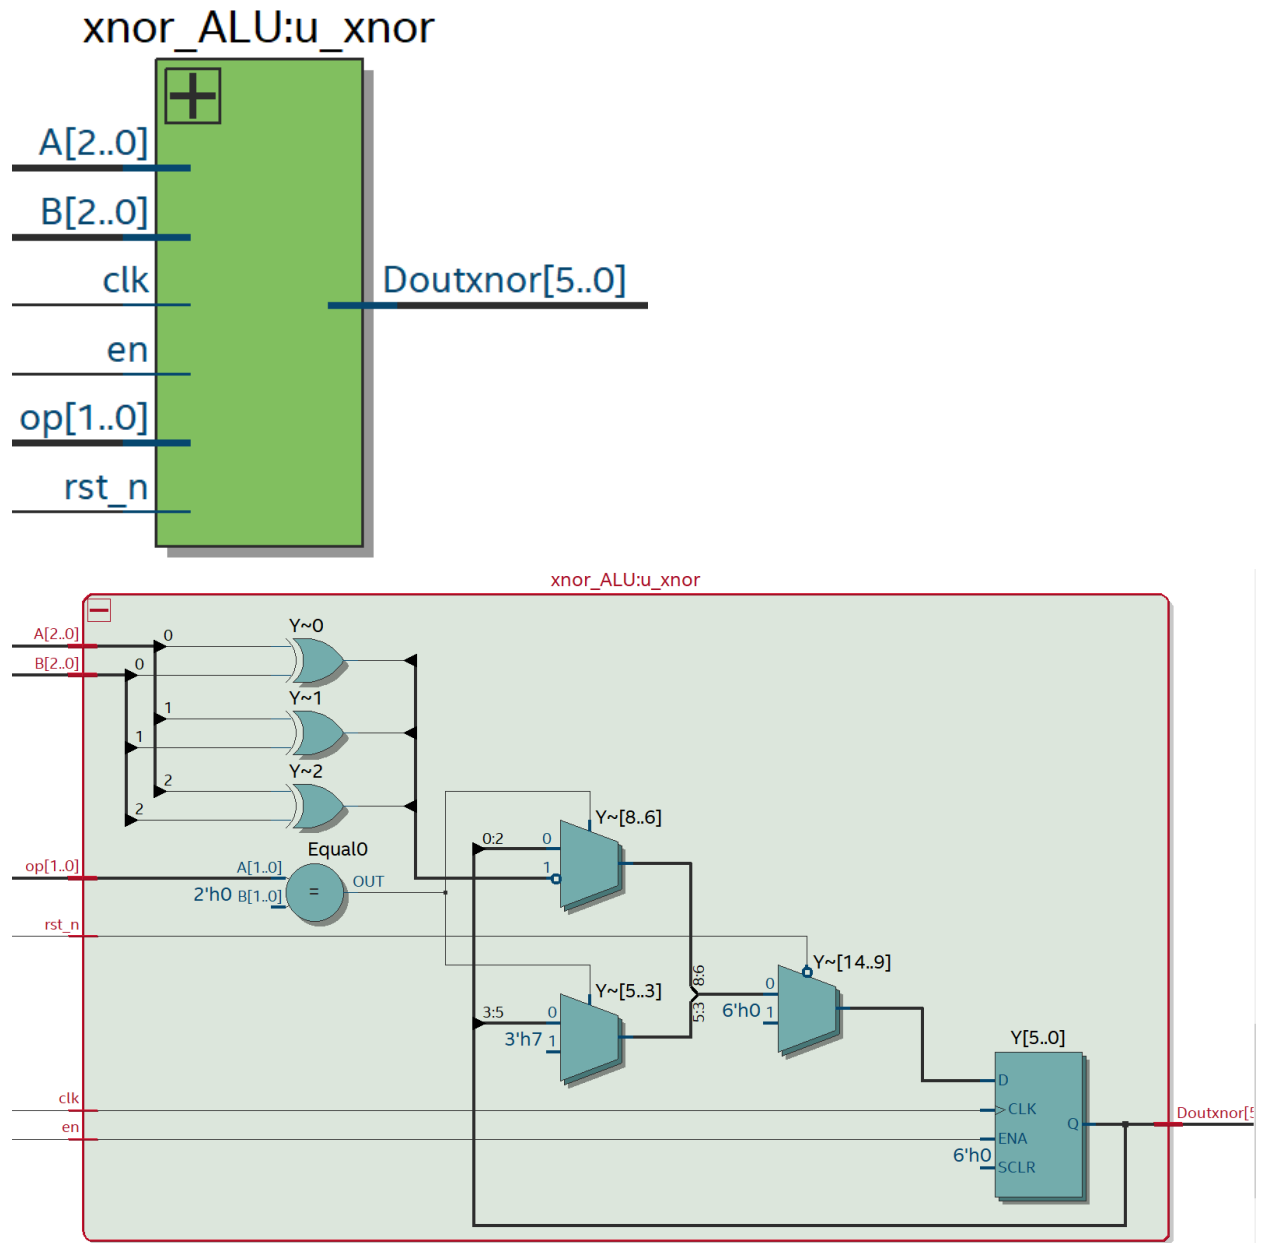 xnor_ALU:u_xnor
A[2..0]
B[2..0]
clk
en
op[1..0]
rst_n
Doutxnor[5..0]
xnor_ALU:u_xnor
A[2..0]
B[2..0]
0
0
1
1
2
2
Y~0
Y~1
Y~2
Equal0
op[1..0]
A[1..0]
2'h0 B[1..0]
=
OUT
rst_n
Y~[8..6]
0:2
0
1
Y~[5..3]
3:5
0
3'h7 1
8:6
5:3
Y~[14..9]
0
6'h0 1
Y[5..0]
D
CLK
ENA
6'h0
SCLR
Q
clk
en
Doutxnor[5